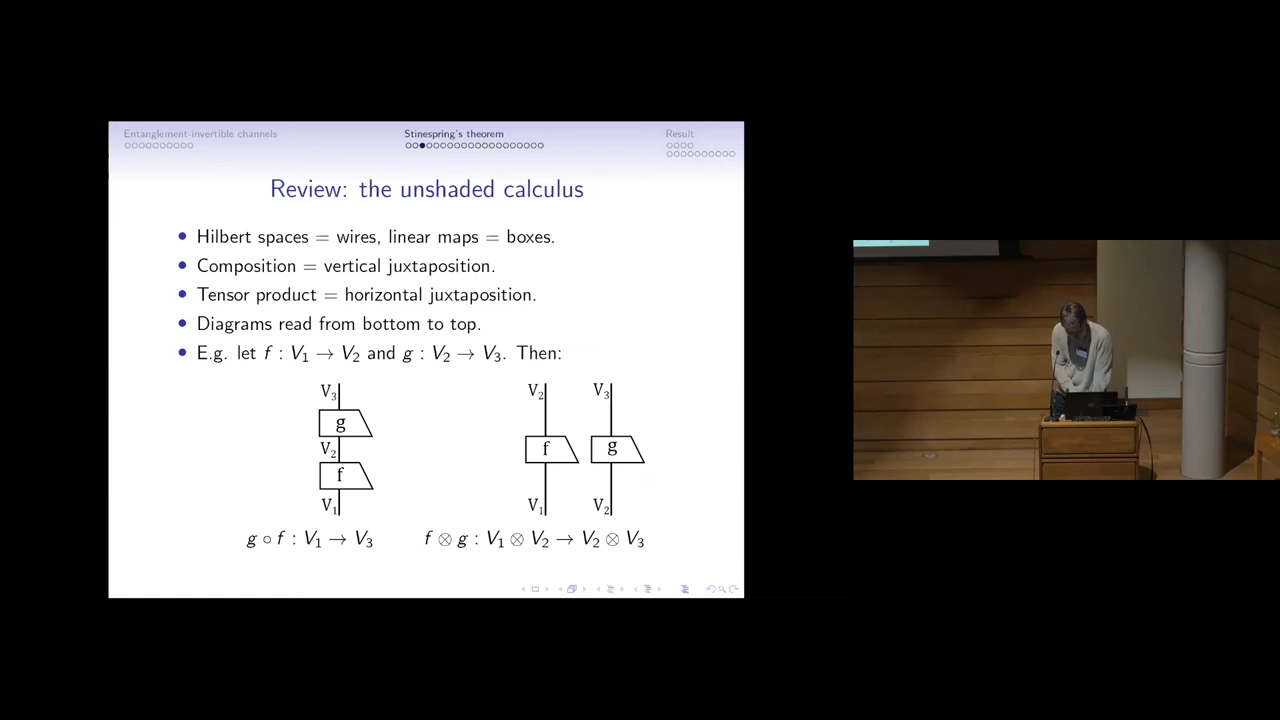 Entanglement-invertible channels
Stinespring's theorem
Result
Review: the unshaded calculus
• Hilbert spaces = wires, linear maps = boxes.
• Composition = vertical juxtaposition.
• Tensor product = horizontal juxtaposition.
• Diagrams read from bottom to top.
• E.g. let f : V₁ → V₂ and g : V₂ → V₃. Then:
V₃
g
V₂
f
V₁
V₂
V₃
f
g
V₁
V₂
g ∘ f : V₁ → V₃
f ⊗ g : V₁ ⊗ V₂ → V₂ ⊗ V₃